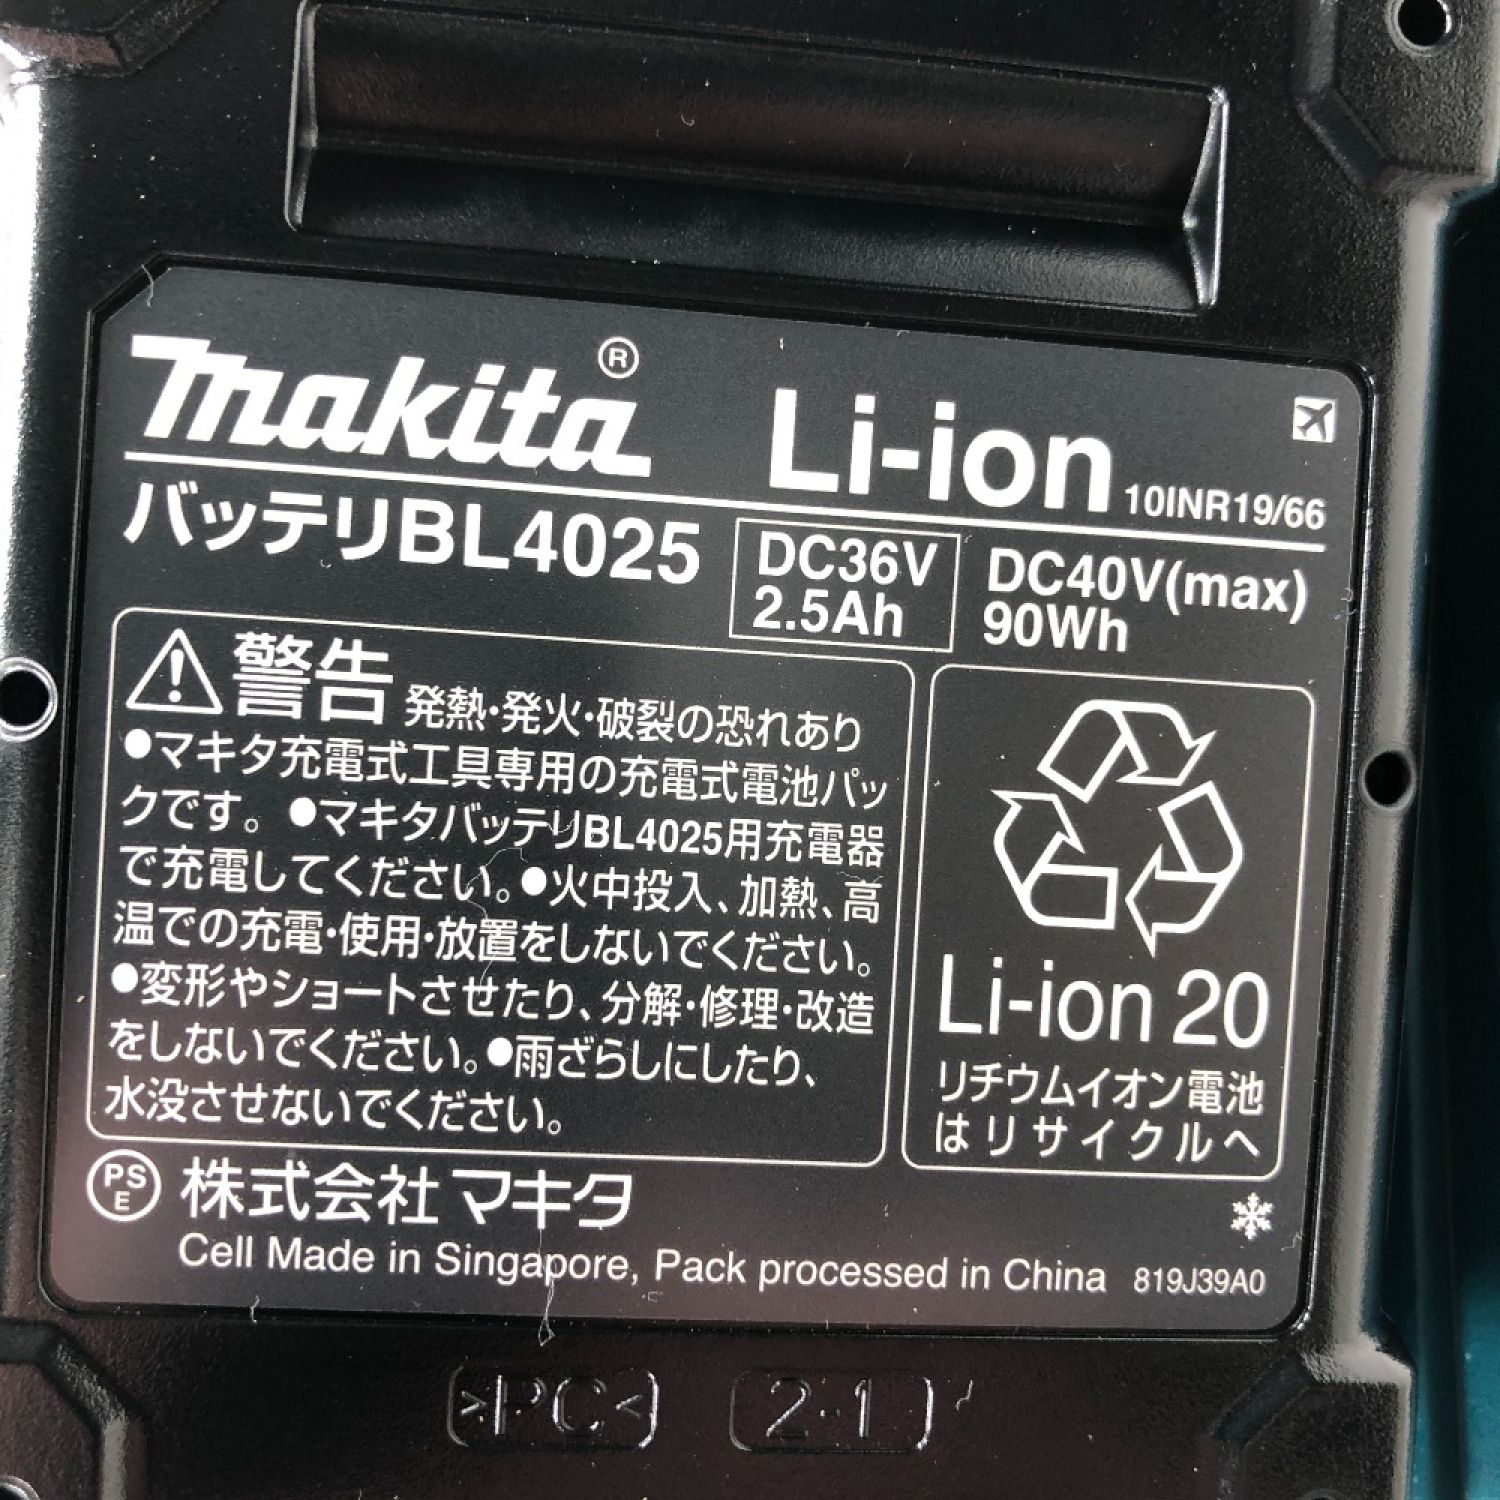 makita®
Li-ion 10INR19/66
バッテリBL4025
DC36V
2.5Ah
DC40V(max)
90Wh
警告 発熱・発火・破裂の恐れあり
●マキタ充電式工具専用の充電式電池パッ
クです。●マキタバッテリBL4025用充電器
で充電してください。●火中投入、加熱、高
温での充電・使用・放置をしないでください。
●変形やショートさせたり、分解・修理・改造
をしないでください。●雨ざらしにしたり、
水没させないでください。
Li-ion 20
リチウムイオン電池
はリサイクルへ
PS
E
株式会社マキタ
Cell Made in Singapore, Pack processed in China 819J39A0
>PC<
2-1